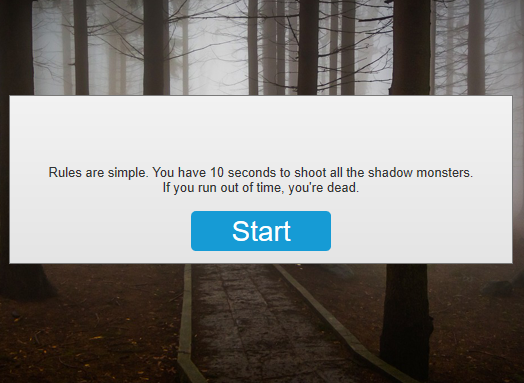 Rules are simple. You have 10 seconds to shoot all the shadow monsters.
If you run out of time, you're dead.
Start